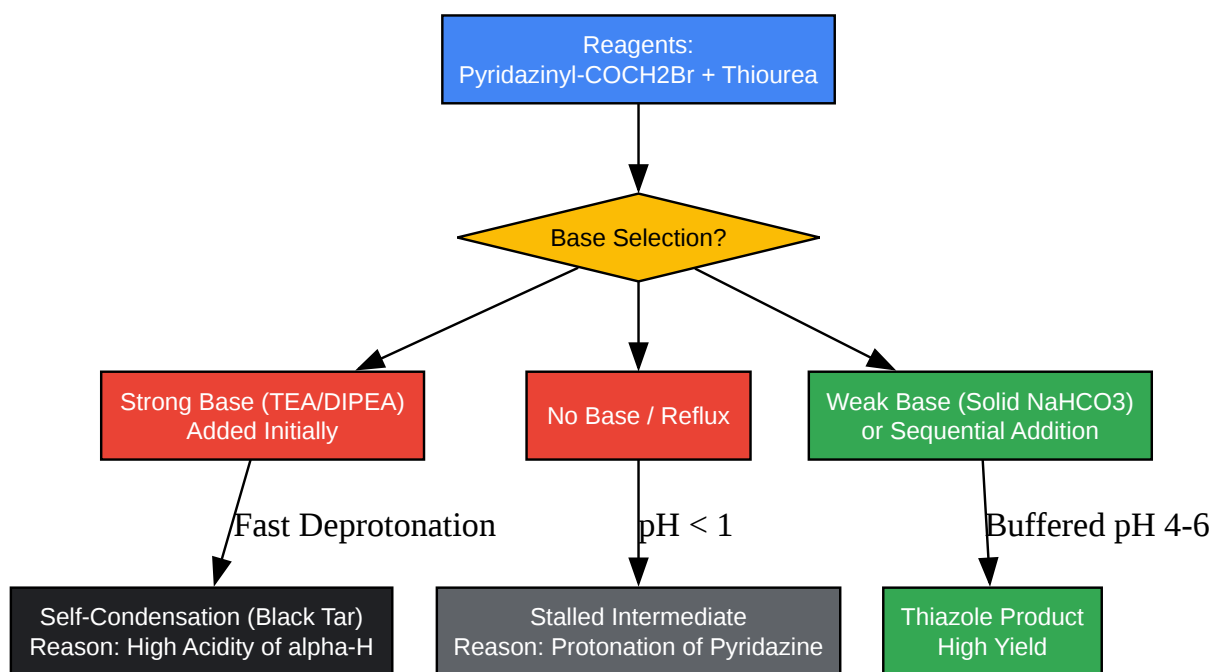 Reagents:
Pyridazinyl-COCH2Br + Thiourea
Base Selection?
Strong Base (TEA/DIPEA)
Added Initially
No Base / Reflux
Weak Base (Solid NaHCO3)
or Sequential Addition
Fast Deprotonation
pH < 1
Buffered pH 4-6
Self-Condensation (Black Tar)
Reason: High Acidity of alpha-H
Stalled Intermediate
Reason: Protonation of Pyridazine
Thiazole Product
High Yield